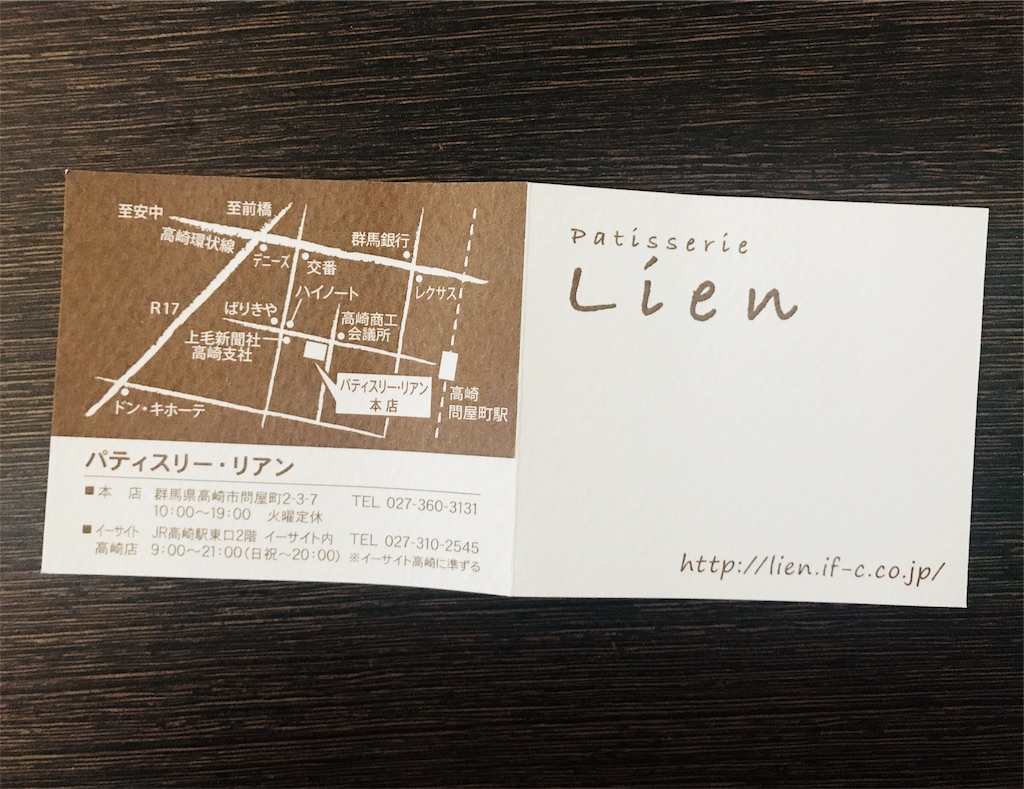 至安中
至前橋
高崎環状線
デニーズ
交番
群馬銀行
レクサス
R17
ばりきや
ハイノート
上毛新聞社
高崎支社
高崎商工
会議所
パティスリー・リアン
本店
高崎
問屋町駅
ドン・キホーテ
パティスリー・リアン
■本 店 群馬県高崎市問屋町2-3-7 TEL 027-360-3131
10:00〜19:00 火曜定休
■イーサイト JR高崎駅東口2階 イーサイト内 TEL 027-310-2545
高崎店 9:00〜21:00(日祝〜20:00) ※イーサイト高崎に準ずる
Patisserie
Lien
http://lien.if-c.co.jp/